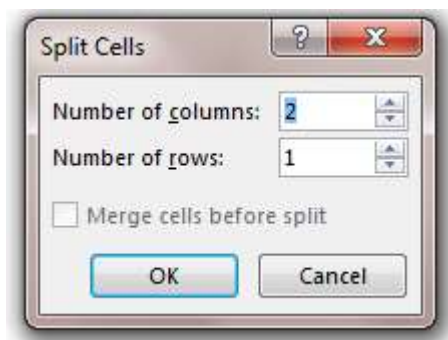 Split Cells
Number of columns: 2
Number of rows: 1
Merge cells before split
OK Cancel